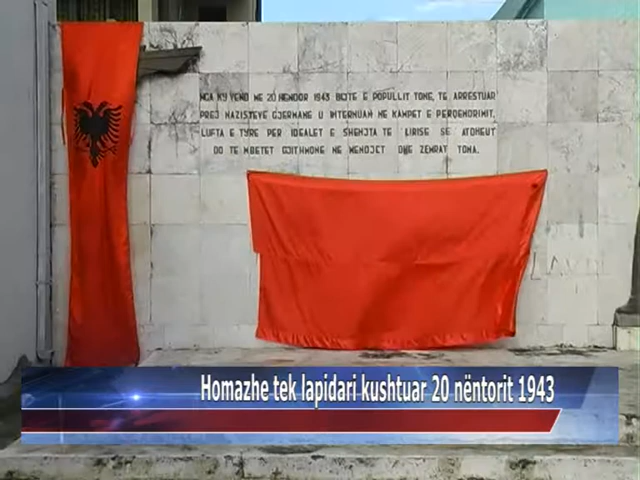 NGA KY VEND ME 20 NENDOR 1943 BIJTE E POPULLIT TONE, TE ARRESTUAR
PREJ NAZISTEVE GJERMANE U INTERNUAN NE KAMPET E PERQENDRIMIT.
LUFTA E TYRE PER IDEALET E SHENJTA TE LIRISE SE ATDHEUT
DO TE MBETET GJITHMONE NE MENDJET DHE ZEMRAT TONA.
Homazhe tek lapidari kushtuar 20 nëntorit 1943